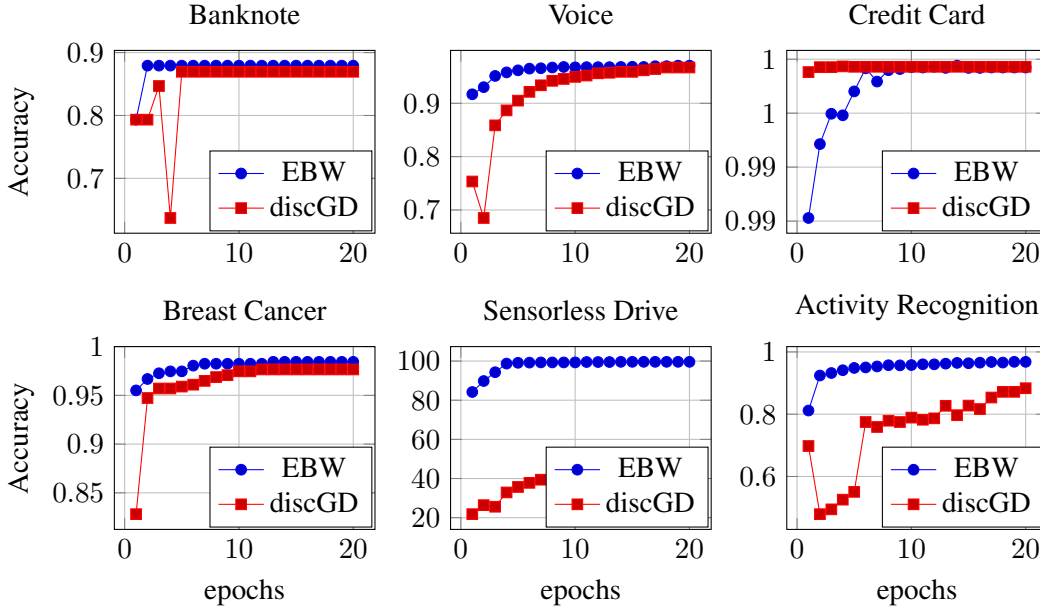 Banknote
Voice
Credit Card
Accuracy
0.9
0.8
0.7
0 10 20
EBW
discGD
0.9
0.8
0.7
0 10 20
EBW
discGD
1
1
0.99
0.99
0 10 20
EBW
discGD
Breast Cancer
Sensorless Drive
Activity Recognition
Accuracy
1
0.95
0.9
0.85
0 10 20
EBW
discGD
epochs
100
80
60
40
20
0 10 20
EBW
discGD
epochs
1
0.8
0.6
0 10 20
EBW
discGD
epochs